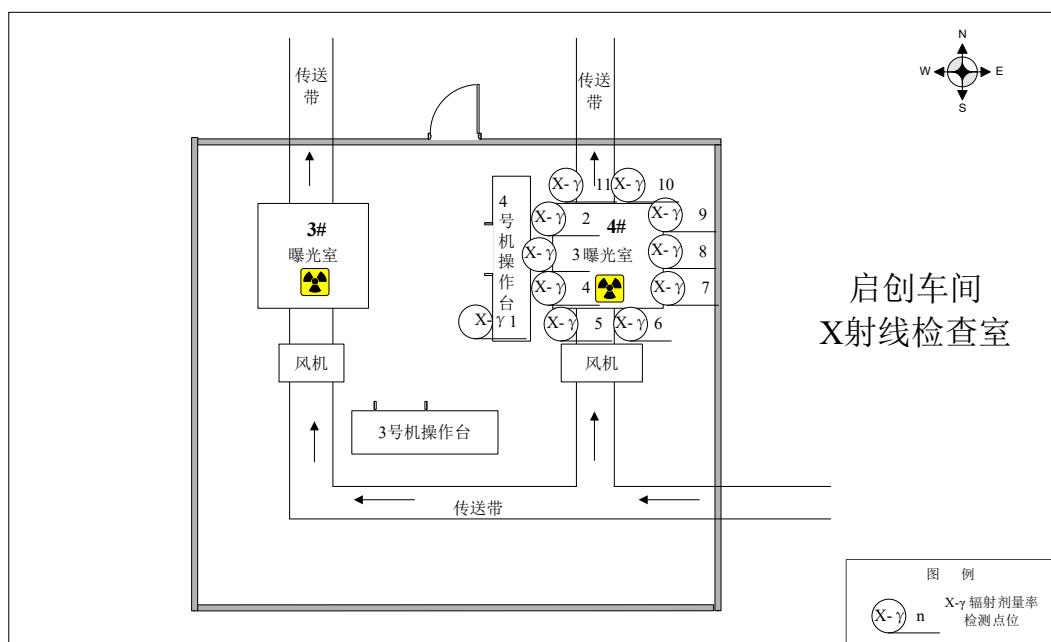 传送
带
传送
带
N
W
E
S
X-γ 11
X-γ 10
4
号
机
操
作
台
X-γ 2
X-γ 9
3#
曝光室
4#
曝光室
X-γ 3
X-γ 8
X-γ 4
X-γ 7
X-γ 1
X-γ 5
X-γ 6
启创车间
X射线检查室
风机
风机
3号机操作台
传送带
图 例
X-γ n
X-γ 辐射剂量率
检测点位